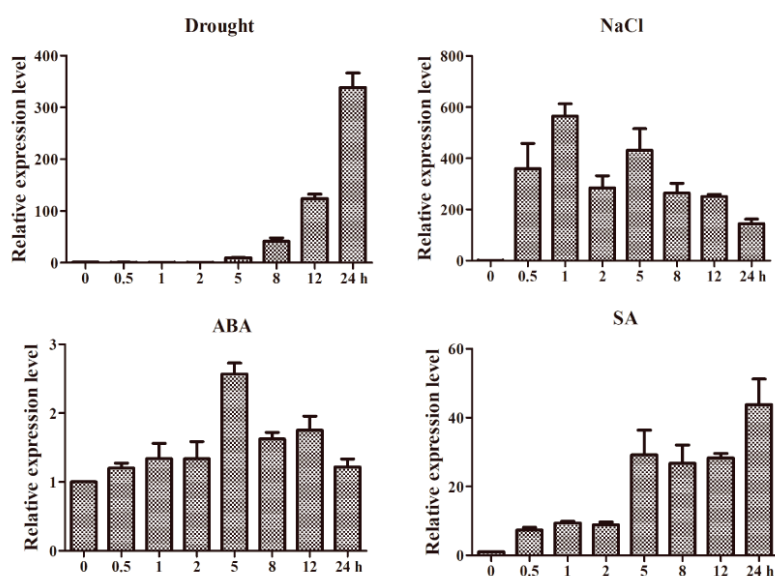 Drought
Relative expression level
400
300
200
100
0
0 0.5 1 2 5 8 12 24 h
NaCl
Relative expression level
800
600
400
200
0
0 0.5 1 2 5 8 12 24 h
ABA
Relative expression level
3
2
1
0
0 0.5 1 2 5 8 12 24 h
SA
Relative expression level
60
40
20
0
0 0.5 1 2 5 8 12 24 h